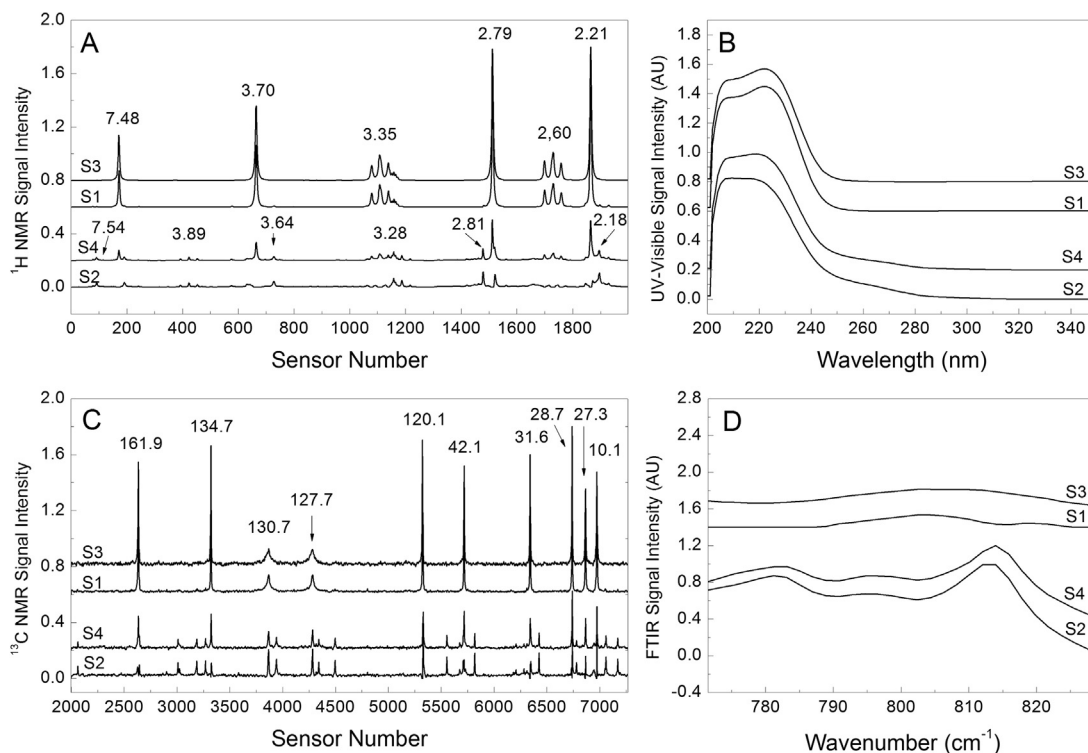 2.0
A
2.79
2.21
1.6
3.70
1.2
7.48
3.35
2,60
0.8
S3
S1
7.54
3.64
2.81
2.18
0.4
S4
3.89
3.28
S2
0.0
0 200 400 600 800 1000 1200 1400 1600 1800
Sensor Number
¹H NMR Signal Intensity
B
1.8
1.6
1.4
1.2
1.0
0.8
0.6
0.4
0.2
0.0
S3
S1
S4
S2
200 220 240 260 280 300 320 340
Wavelength (nm)
UV-Visible Signal Intensity (AU)
2.0
C
28.7
27.3
134.7
120.1
161.9
42.1
31.6
10.1
1.6
127.7
1.2
130.7
0.8
S3
S1
0.4
S4
S2
0.0
2000 2500 3000 3500 4000 4500 5000 5500 6000 6500 7000
Sensor Number
¹³C NMR Signal Intensity
2.8
D
2.4
2.0
1.6
1.2
0.8
0.4
0.0
-0.4
S3
S1
S4
S2
780 790 800 810 820
Wavenumber (cm⁻¹)
FTIR Signal Intensity (AU)